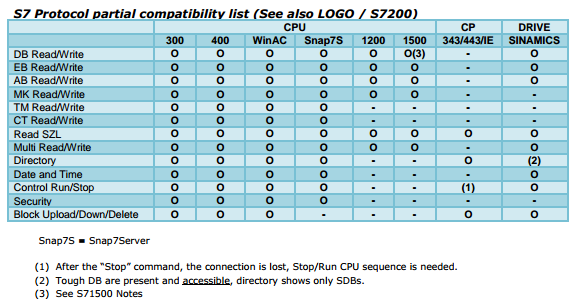 S7 Protocol partial compatibility list (See also LOGO / S7200)
CPU CP DRIVE
300 400 WinAC Snap7S 1200 1500 343/443/IE SINAMICS
DB Read/Write O O O O O O(3) - O
EB Read/Write O O O O O O - O
AB Read/Write O O O O O O - O
MK Read/Write O O O O O O - -
TM Read/Write O O O O - - - -
CT Read/Write O O O O - - - -
Read SZL O O O O O O O O
Multi Read/Write O O O O O O - O
Directory O O O O - - O (2)
Date and Time O O O O - - - O
Control Run/Stop O O O O - - (1) O
Security O O O O - - - -
Block Upload/Down/Delete O O O - - - O O
Snap7S = Snap7Server
(1) After the “Stop” command, the connection is lost, Stop/Run CPU sequence is needed.
(2) Tough DB are present and accessible, directory shows only SDBs.
(3) See S71500 Notes